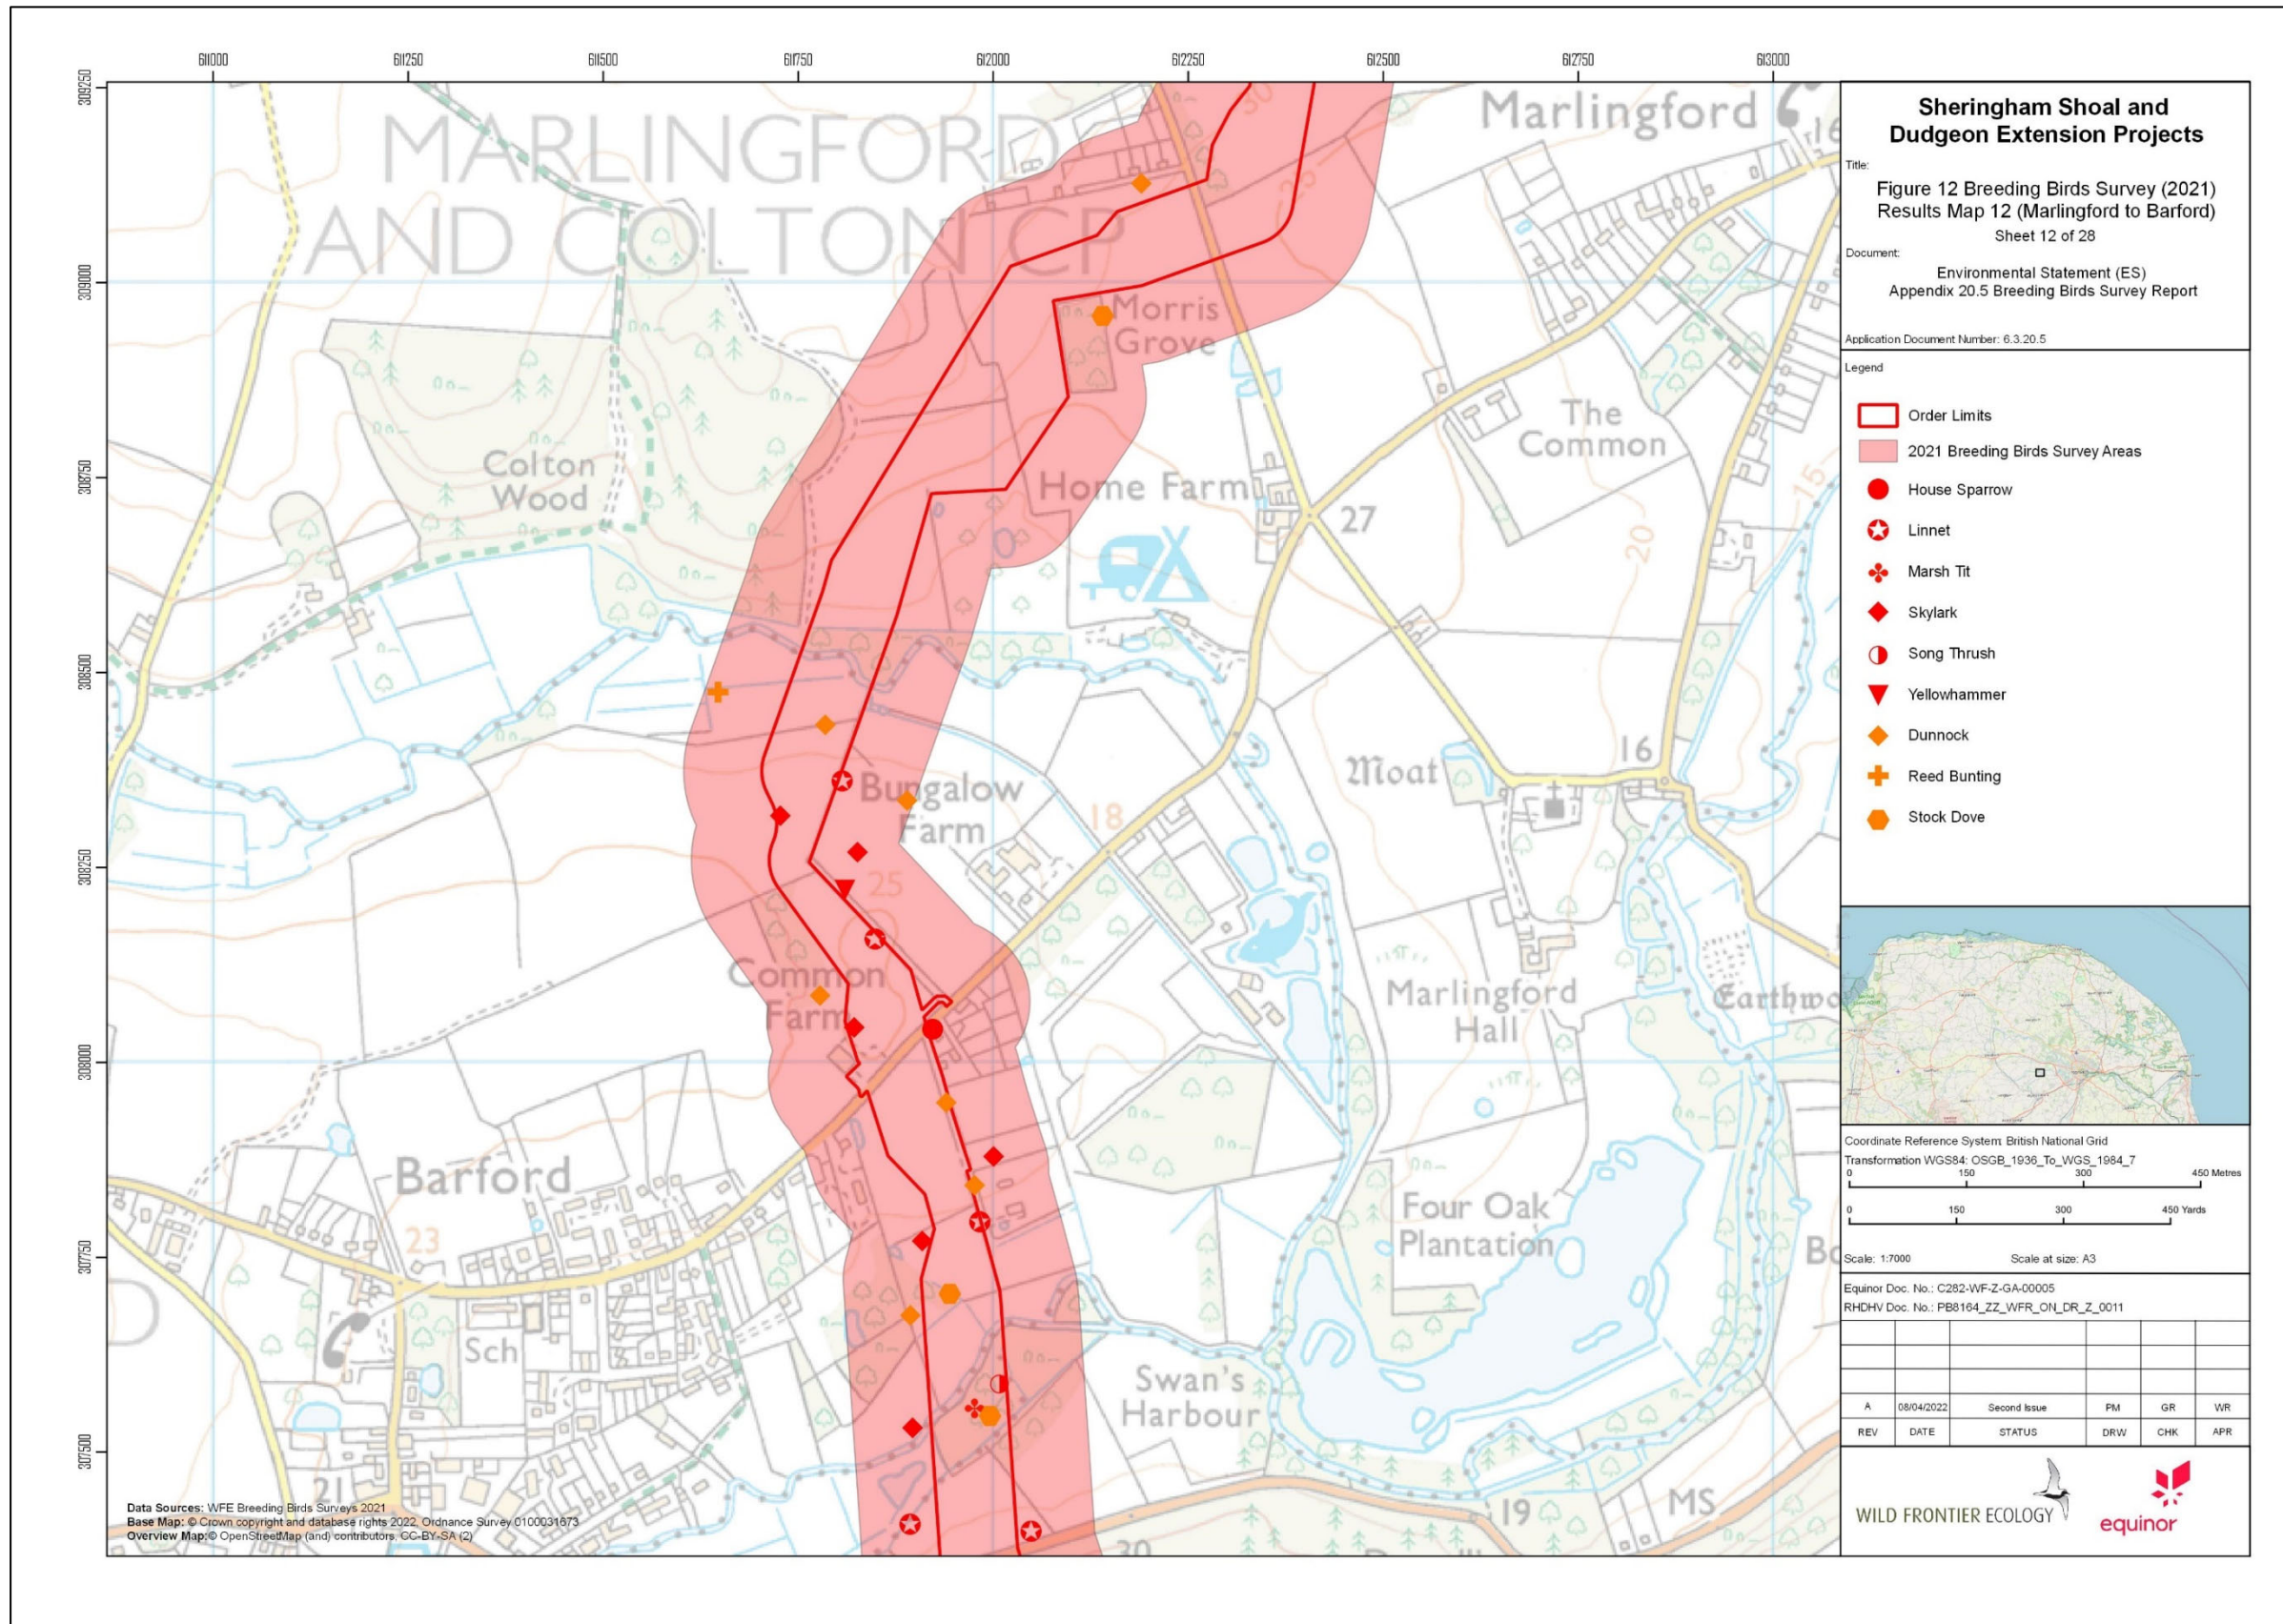 611000 611250 611500 611750 612000 612250 612500 612750 613000
309250
309000
308750
308500
308250
308000
307750
307500
MARLINGFORD
AND COLTON CP
Marlingford
30
25
16
Morris
Grove
The
Common
Colton
Wood
Home Farm
27
20
15
Moat
16
Bungalow
Farm
18
25
Common
Farm
Marlingford
Hall
Earthwo
Barford
23
Four Oak
Plantation
Bo
Sch
Swan's
Harbour
21
19
MS
30
D
Data Sources: WFE Breeding Birds Surveys 2021
Base Map: © Crown copyright and database rights 2022, Ordnance Survey 0100031673
Overview Map:© OpenStreetMap (and) contributors, CC-BY-SA (2)
Sheringham Shoal and
Dudgeon Extension Projects
Title:
Figure 12 Breeding Birds Survey (2021)
Results Map 12 (Marlingford to Barford)
Sheet 12 of 28
Document:
Environmental Statement (ES)
Appendix 20.5 Breeding Birds Survey Report
Application Document Number: 6.3.20.5
Legend
Order Limits
2021 Breeding Birds Survey Areas
House Sparrow
Linnet
Marsh Tit
Skylark
Song Thrush
Yellowhammer
Dunnock
Reed Bunting
Stock Dove
Coordinate Reference System: British National Grid
Transformation WGS84: OSGB_1936_To_WGS_1984_7
0 150 300 450 Metres
0 150 300 450 Yards
Scale: 1:7000 Scale at size: A3
Equinor Doc. No.: C282-WF-Z-GA-00005
RHDHV Doc. No.: PB8164_ZZ_WFR_ON_DR_Z_0011
A 08/04/2022 Second Issue PM GR WR
REV DATE STATUS DRW CHK APR
WILD FRONTIER ECOLOGY
equinor